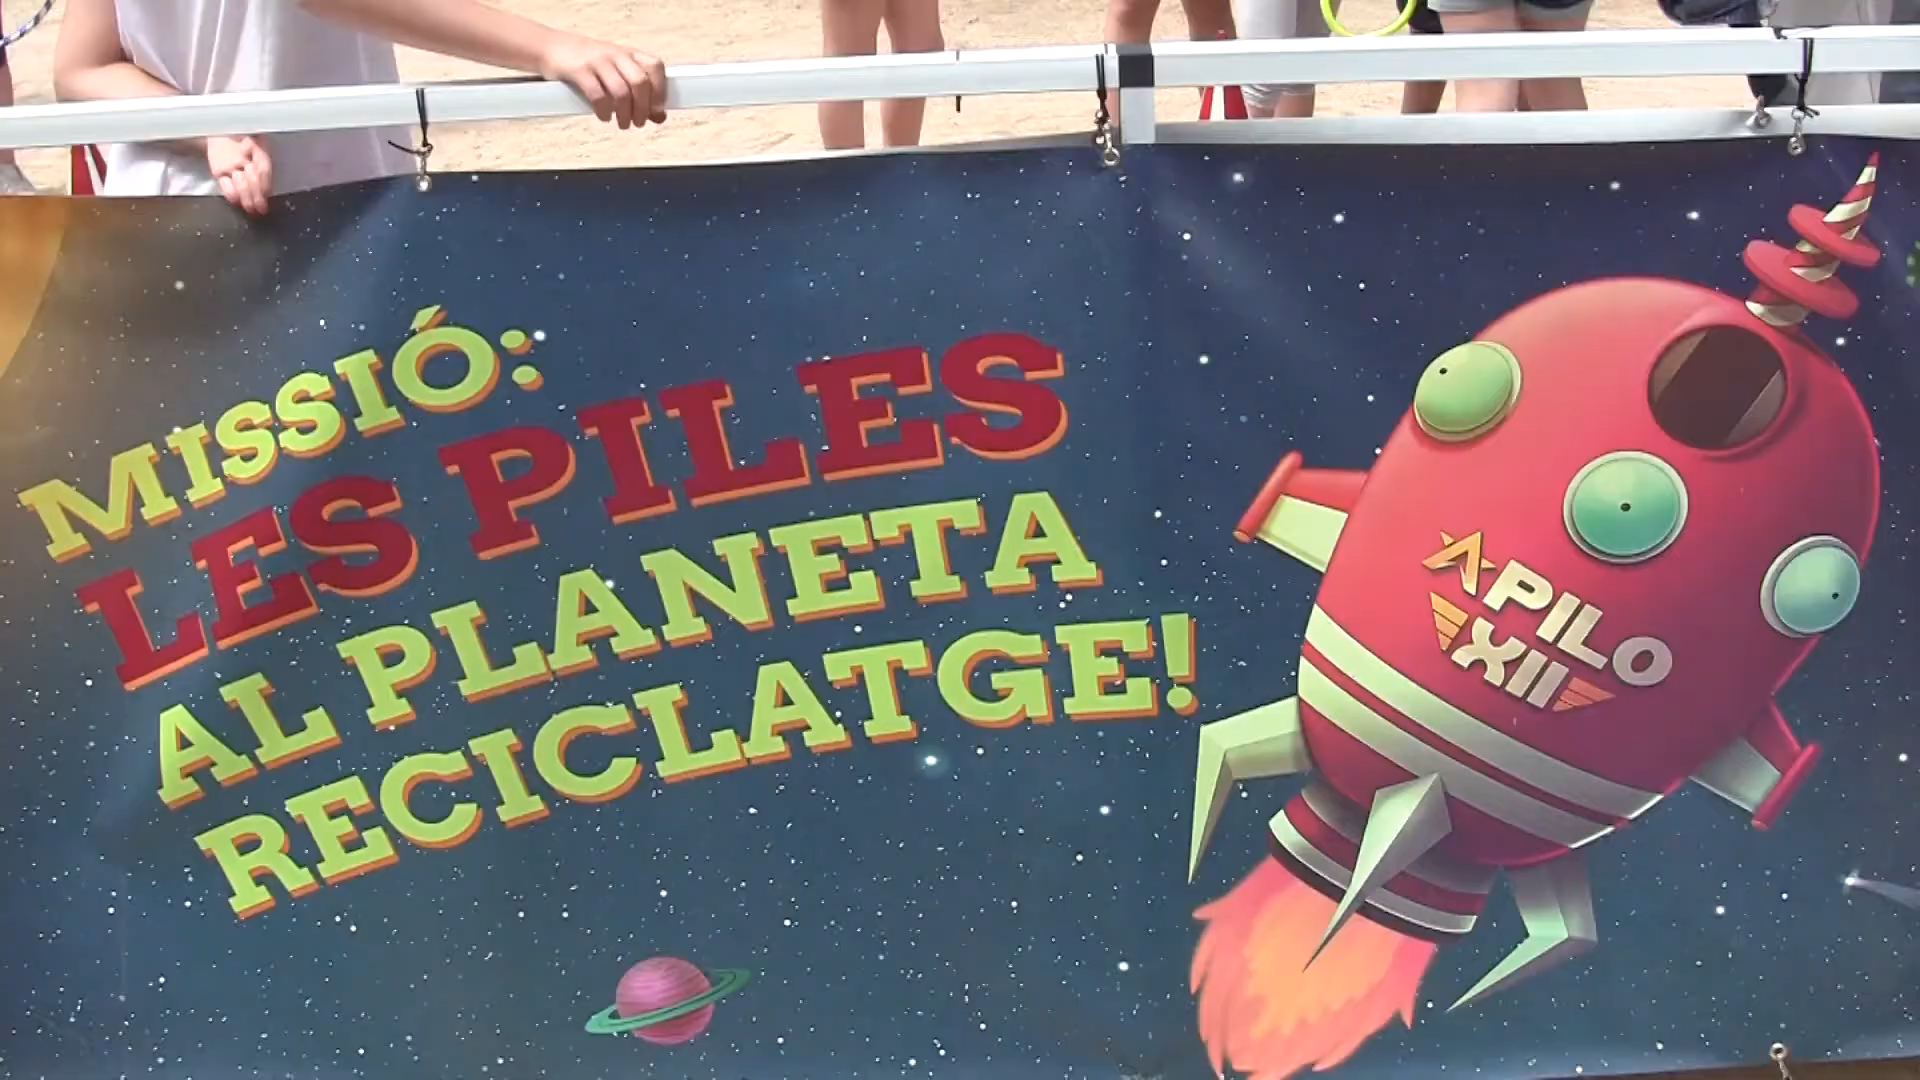 MISSIÓ:
LES PILES
AL PLANETA
RECICLATGE!
APILO
XII